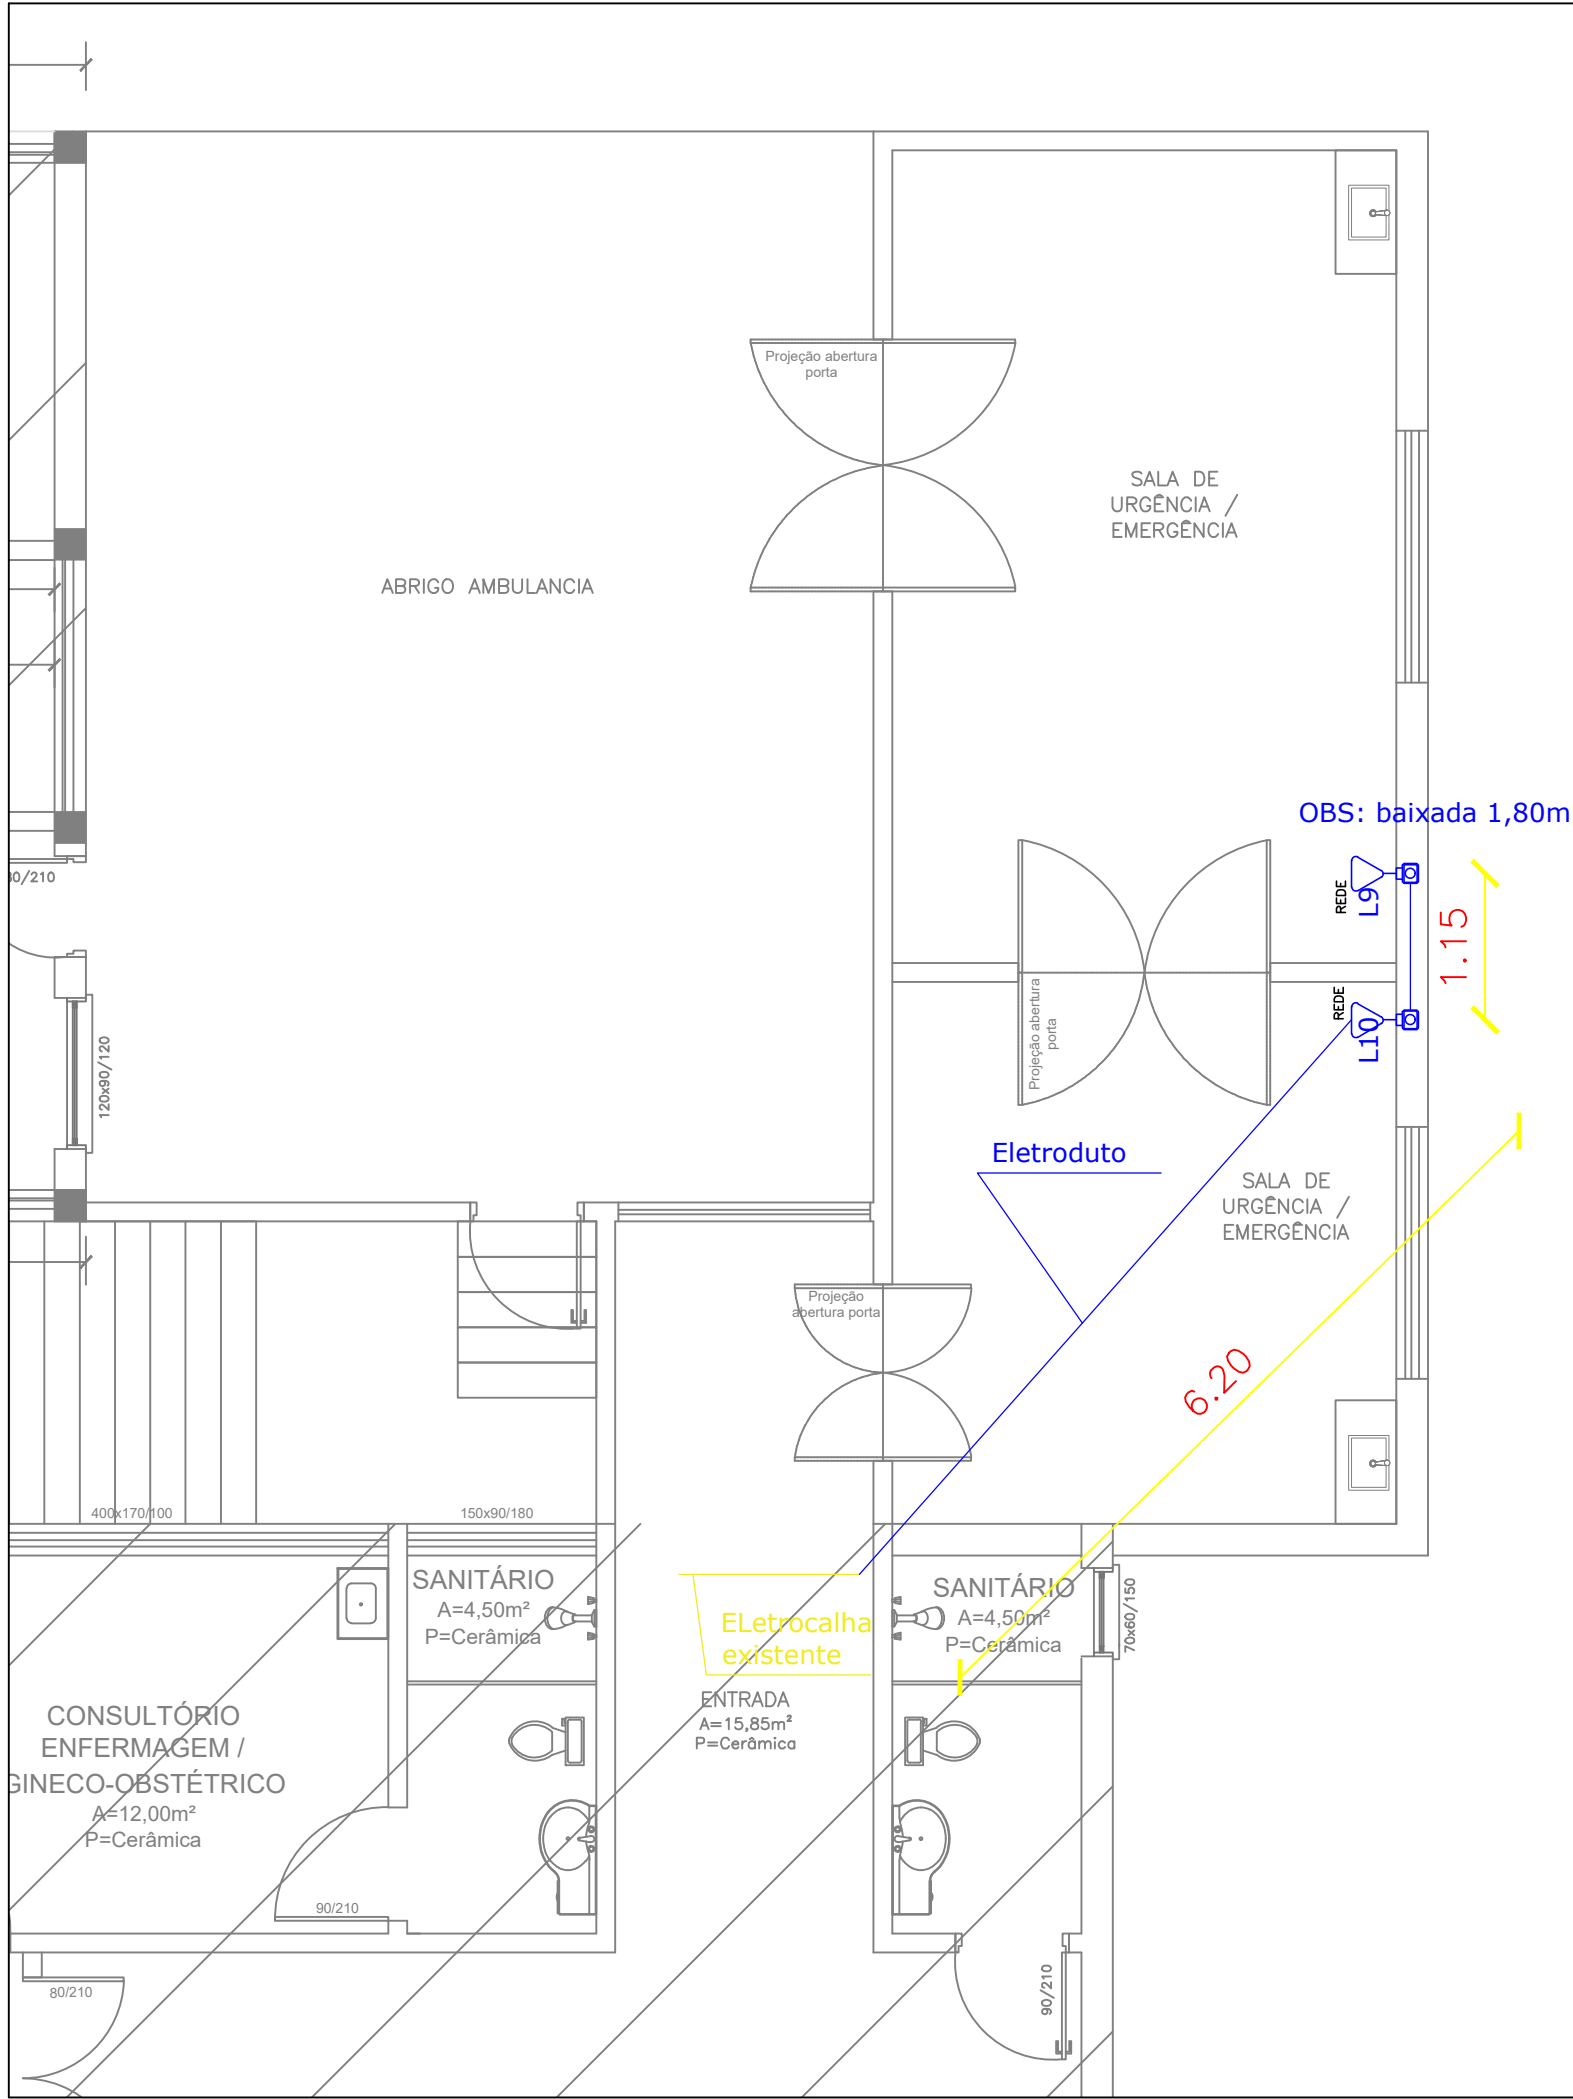 Projeção abertura
porta
SALA DE
URGÊNCIA /
EMERGÊNCIA
ABRIGO AMBULANCIA
OBS: baixada 1,80m
REDE
L9
1.15
REDE
L10
Projeção abertura
porta
120x90/120
Eletroduto
SALA DE
URGÊNCIA /
EMERGÊNCIA
Projeção
abertura porta
6.20
400x170/100
150x90/180
SANITÁRIO
A=4,50m²
P=Cerâmica
ELetrocalha
existente
SANITÁRIO
A=4,50m²
P=Cerâmica
70x60/150
ENTRADA
A=15,85m²
P=Cerâmica
CONSULTÓRIO
ENFERMAGEM /
GINECO-OBSTÉTRICO
A=12,00m²
P=Cerâmica
90/210
80/210
90/210